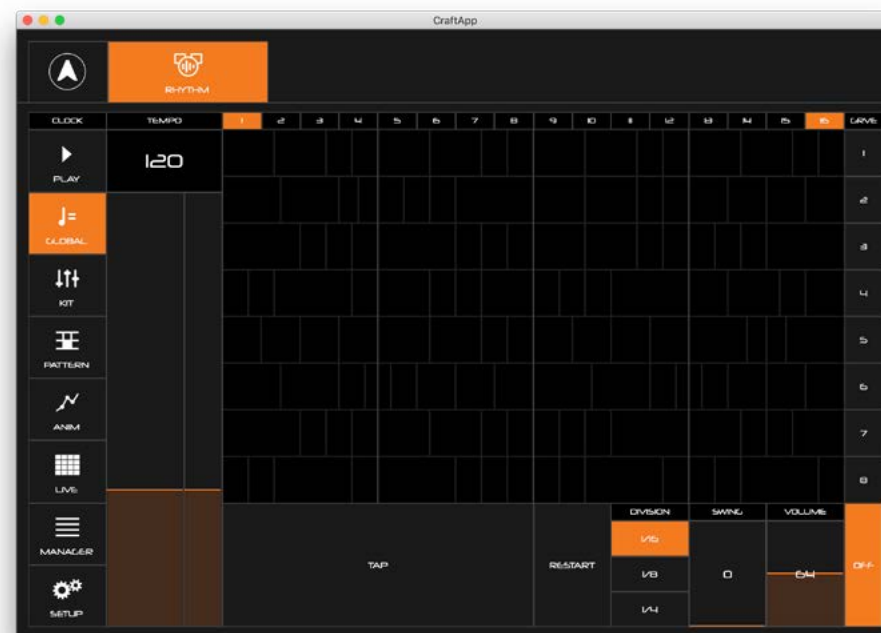 CraftApp
RHYTHM
CLOCK TEMPO 1 2 3 4 5 6 7 8 9 10 11 12 13 14 15 16 GRVE
PLAY 120 1
2
GLOBAL
3
KIT 4
PATTERN 5
6
ANIM
7
LIVE 8
DIVISION SWING VOLUME
MANAGER 1/16
TAP RESTART 1/8 0 64 OFF
SETUP 1/4